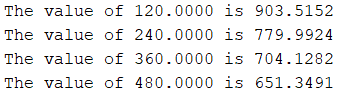 The value of 120.0000 is 903.5152
The value of 240.0000 is 779.9924
The value of 360.0000 is 704.1282
The value of 480.0000 is 651.3491